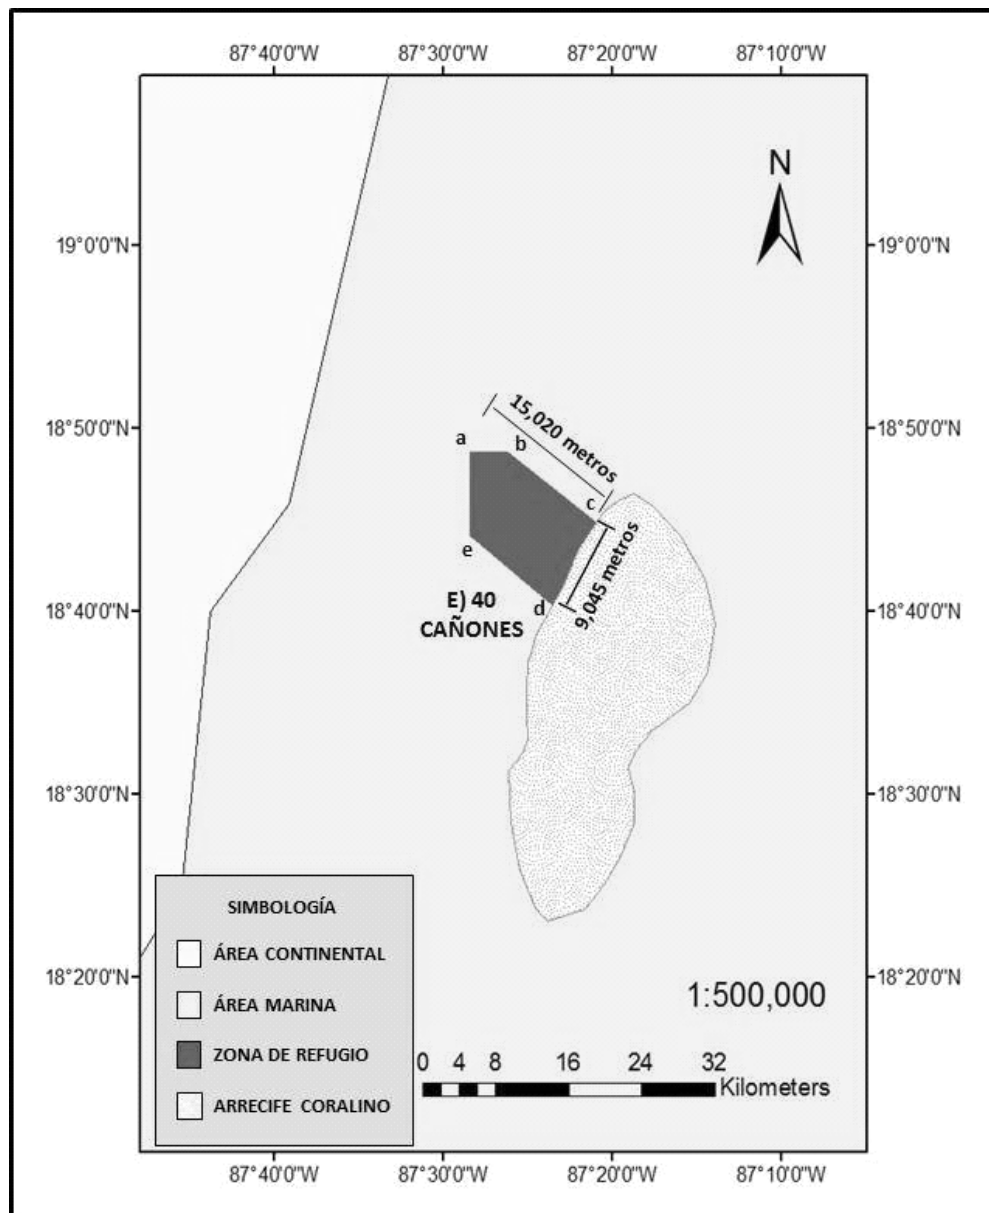 87°40'0"W 87°30'0"W 87°20'0"W 87°10'0"W
N
19°0'0"N 19°0'0"N
18°50'0"N 18°50'0"N
15,020 metros
a
b
c
e
9,045 metros
d
E) 40
CAÑONES
18°40'0"N 18°40'0"N
18°30'0"N 18°30'0"N
SIMBOLOGÍA
ÁREA CONTINENTAL
ÁREA MARINA
ZONA DE REFUGIO
ARRECIFE CORALINO
18°20'0"N 18°20'0"N
1:500,000
0 4 8 16 24 32
Kilometers
87°40'0"W 87°30'0"W 87°20'0"W 87°10'0"W